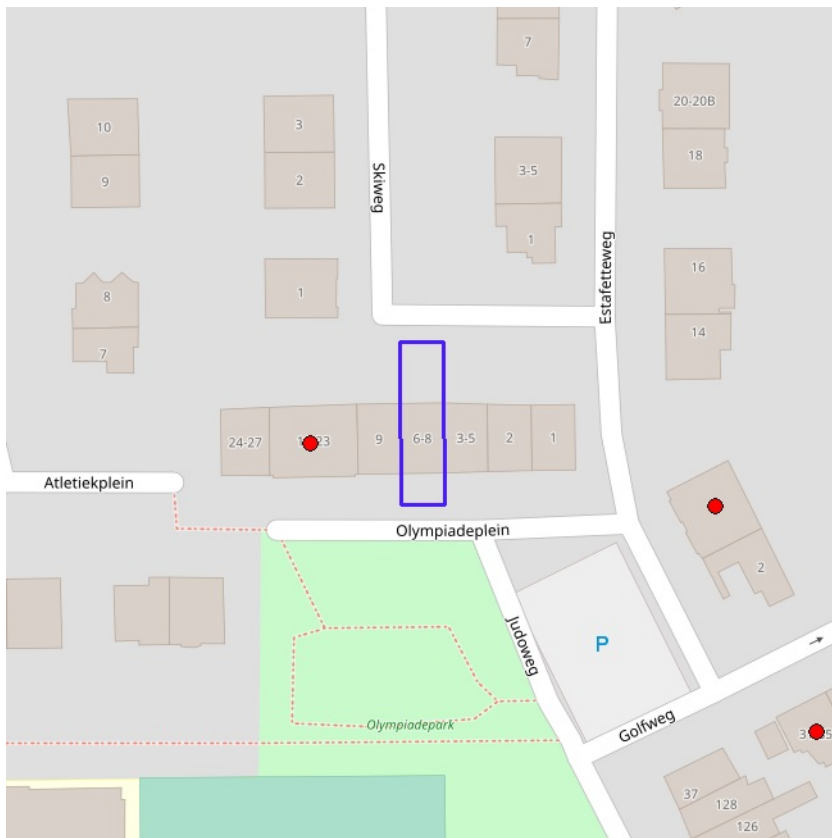 7
20-20B
10
3
18
9
2
3-5
Skiweg
1
Estafetteweg
16
8
1
14
7
24-27
9
6-8
3-5
2
1
Atletiekplein
Olympiadeplein
2
Judoweg
P
Olympiadepark
Golfweg
37
128
126